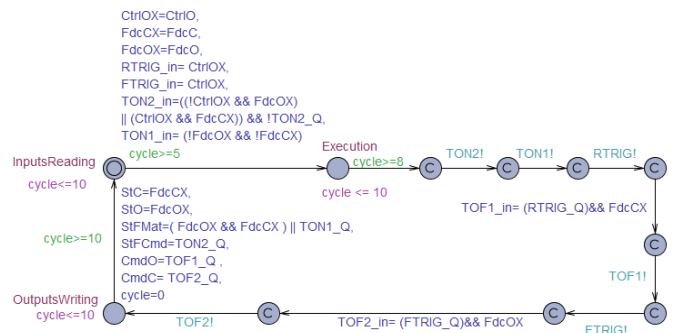 CtrlOX=CtrlO,
FdcCX=FdcC,
FdcOX=FdcO,
RTRIG_in= CtrlOX,
FTRIG_in= CtrlOX,
TON2_in=((!CtrlOX && FdcOX)
|| (CtrlOX && FdcCX)) && !TON2_Q,
TON1_in= (!FdcOX && !FdcCX)
cycle>=5
InputsReading
cycle<=10
Execution
cycle>=8
cycle <= 10
C
TON2!
C
TON1!
C
RTRIG!
C
TOF1_in= (RTRIG_Q)&& FdcCX
C
TOF1!
C
FTRIG!
C
TOF2_in= (FTRIG_Q)&& FdcOX
C
TOF2!
OutputsWriting
cycle<=10
cycle>=10
StC=FdcCX,
StO=FdcOX,
StFMat=( FdcOX && FdcCX ) || TON1_Q,
StFCmd=TON2_Q,
CmdO=TOF1_Q ,
CmdC= TOF2_Q,
cycle=0